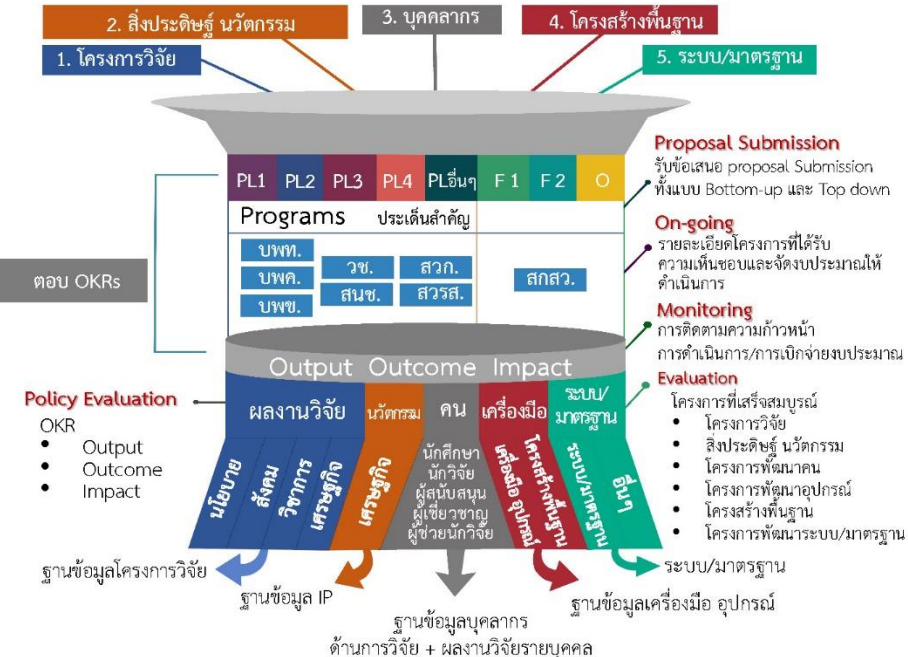 3. บุคคลากร
2. สิ่งประดิษฐ์ นวัตกรรม
4. โครงสร้างพื้นฐาน
1. โครงการวิจัย
5. ระบบ/มาตรฐาน
PL1 PL2 PL3 PL4 PLอื่นๆ F 1 F 2 O
Programs ประเด็นสำคัญ
บพท.
บพค.
บพข.
วช.
สนช.
สวก.
สวรส.
สกสว.
ตอบ OKRs
Proposal Submission
รับข้อเสนอ proposal Submission
ทั้งแบบ Bottom-up และ Top down
On-going
รายละเอียดโครงการที่ได้รับ
ความเห็นชอบและจัดงบประมาณให้
ดำเนินการ
Monitoring
การติดตามความก้าวหน้า
การดำเนินการ/การเบิกจ่ายงบประมาณ
Evaluation
โครงการที่เสร็จสมบูรณ์
• โครงการวิจัย
• สิ่งประดิษฐ์ นวัตกรรม
• โครงการพัฒนาคน
• โครงการพัฒนาอุปกรณ์
• โครงสร้างพื้นฐาน
• โครงการพัฒนาระบบ/มาตรฐาน
Output Outcome Impact
Policy Evaluation
OKR
• Output
• Outcome
• Impact
ผลงานวิจัย
นวัตกรรม
คน
เครื่องมือ
ระบบ/
มาตรฐาน
นโยบาย
สังคม
วิชาการ
เศรษฐกิจ
เศรษฐกิจ
นักศึกษา
นักวิจัย
ผู้สนับสนุน
ผู้เชี่ยวชาญ
ผู้ช่วยนักวิจัย
เครื่องมือ อุปกรณ์
โครงสร้างพื้นฐาน
ระบบ/มาตรฐาน
อื่นๆ
ฐานข้อมูลโครงการวิจัย
ฐานข้อมูล IP
ฐานข้อมูลบุคลากร
ด้านการวิจัย + ผลงานวิจัยรายบุคคล
ฐานข้อมูลเครื่องมือ อุปกรณ์
ระบบ/มาตรฐาน